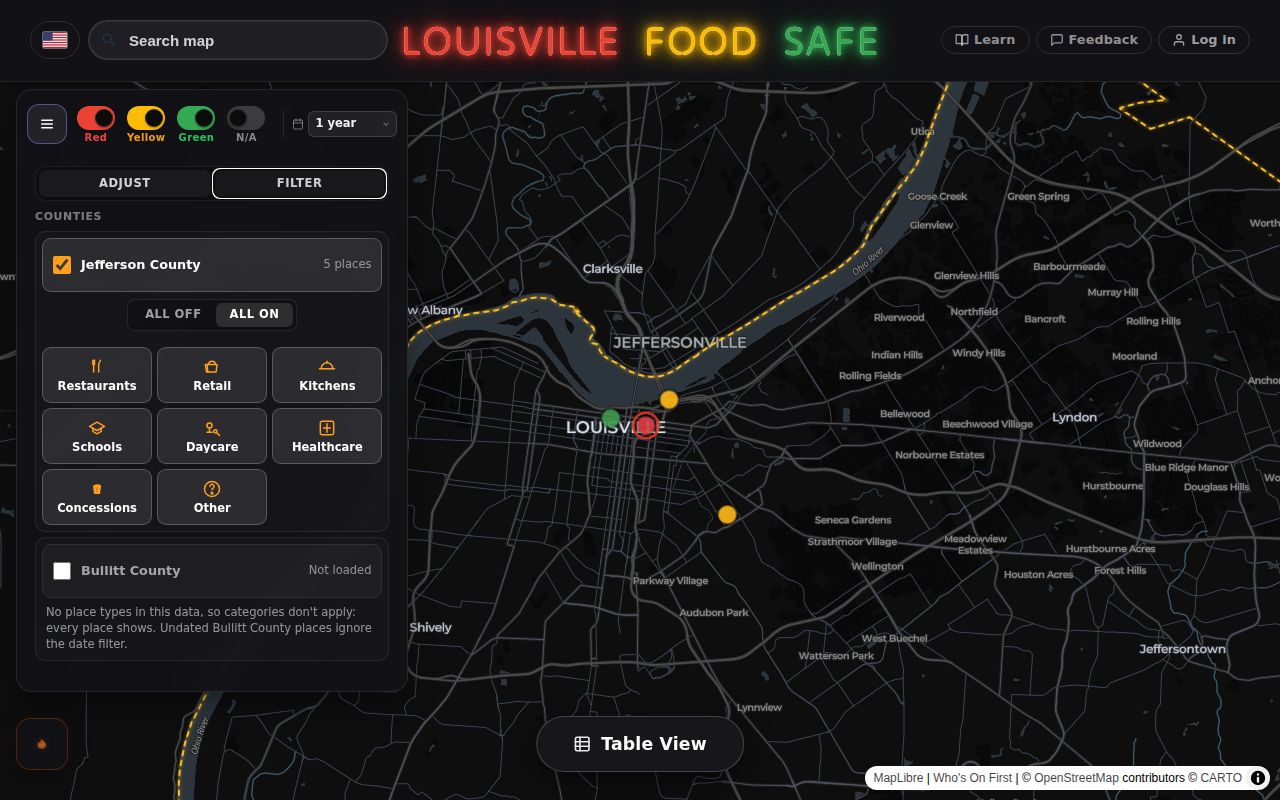 Search map
LOUISVILLE FOOD SAFE
Learn
Feedback
Log In
Red
Yellow
Green
N/A
1 year
ADJUST
FILTER
COUNTIES
Jefferson County
5 places
ALL OFF
ALL ON
Restaurants
Retail
Kitchens
Schools
Daycare
Healthcare
Concessions
Other
Bullitt County
Not loaded
No place types in this data, so categories don't apply:
every place shows. Undated Bullitt County places ignore
the date filter.
Utica
Goose Creek
Green Spring
Glenview
Worth
Ohio River
Clarksville
Glenview Hills
Barbourmeade
Murray Hill
w Albany
Riverwood
Northfield
Bancroft
Rolling Hills
JEFFERSONVILLE
Indian Hills
Windy Hills
Moorland
Rolling Fields
Anchor
Bellewood
Beechwood Village
Lyndon
LOUISVILLE
Wildwood
Norbourne Estates
Blue Ridge Manor
Hurstbourne
Douglass Hills
Wo
Seneca Gardens
Strathmoor Village
Meadowview
Estates
Hurstbourne Acres
Wellington
Houston Acres
Forest Hills
Parkway Village
Audubon Park
Shively
West Buechel
Watterson Park
Jeffersontown
Lynnview
Ohio River
wn
Table View
MapLibre | Who's On First | © OpenStreetMap contributors © CARTO